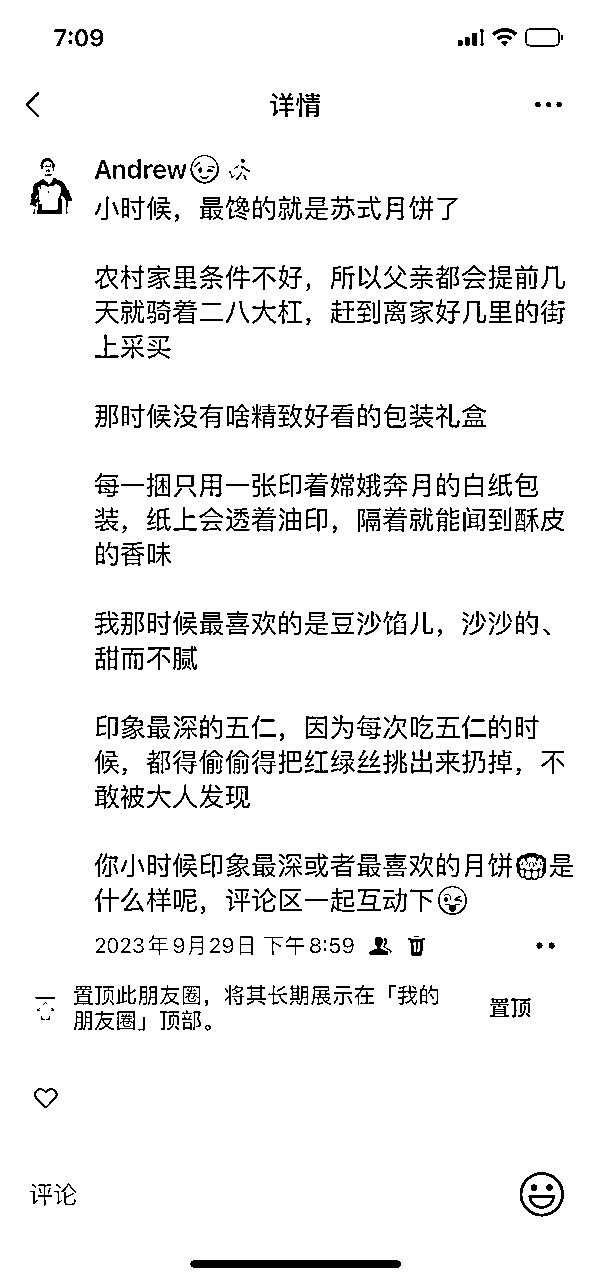 7:09
详情
Andrew
小时候，最馋的就是苏式月饼了
农村家里条件不好，所以父亲都会提前几
天就骑着二八大杠，赶到离家好几里的街
上采买
那时候没有啥精致好看的包装礼盒
每一捆只用一张印着嫦娥奔月的白纸包
装，纸上会透着油印，隔着就能闻到酥皮
的香味
我那时候最喜欢的是豆沙馅儿，沙沙的、
甜而不腻
印象最深的五仁，因为每次吃五仁的时
候，都得偷偷得把红绿丝挑出来扔掉，不
敢被大人发现
你小时候印象最深或者最喜欢的月饼🥮是
什么样呢，评论区一起互动下😜
2023年9月29日 下午8:59
置顶此朋友圈，将其长期展示在「我的
朋友圈」顶部。
置顶
评论